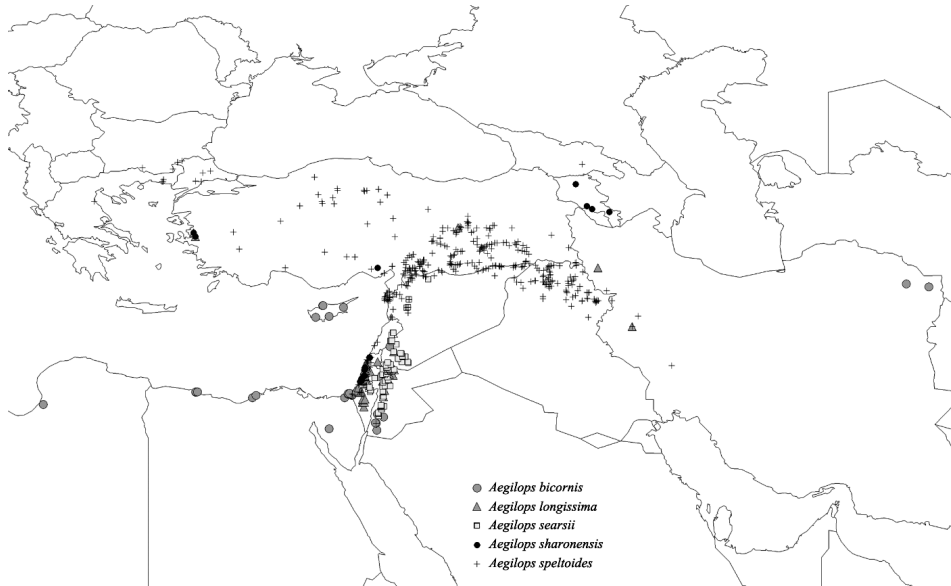 Aegilops bicornis
Aegilops longissima
Aegilops searsii
Aegilops sharonensis
Aegilops speltoides